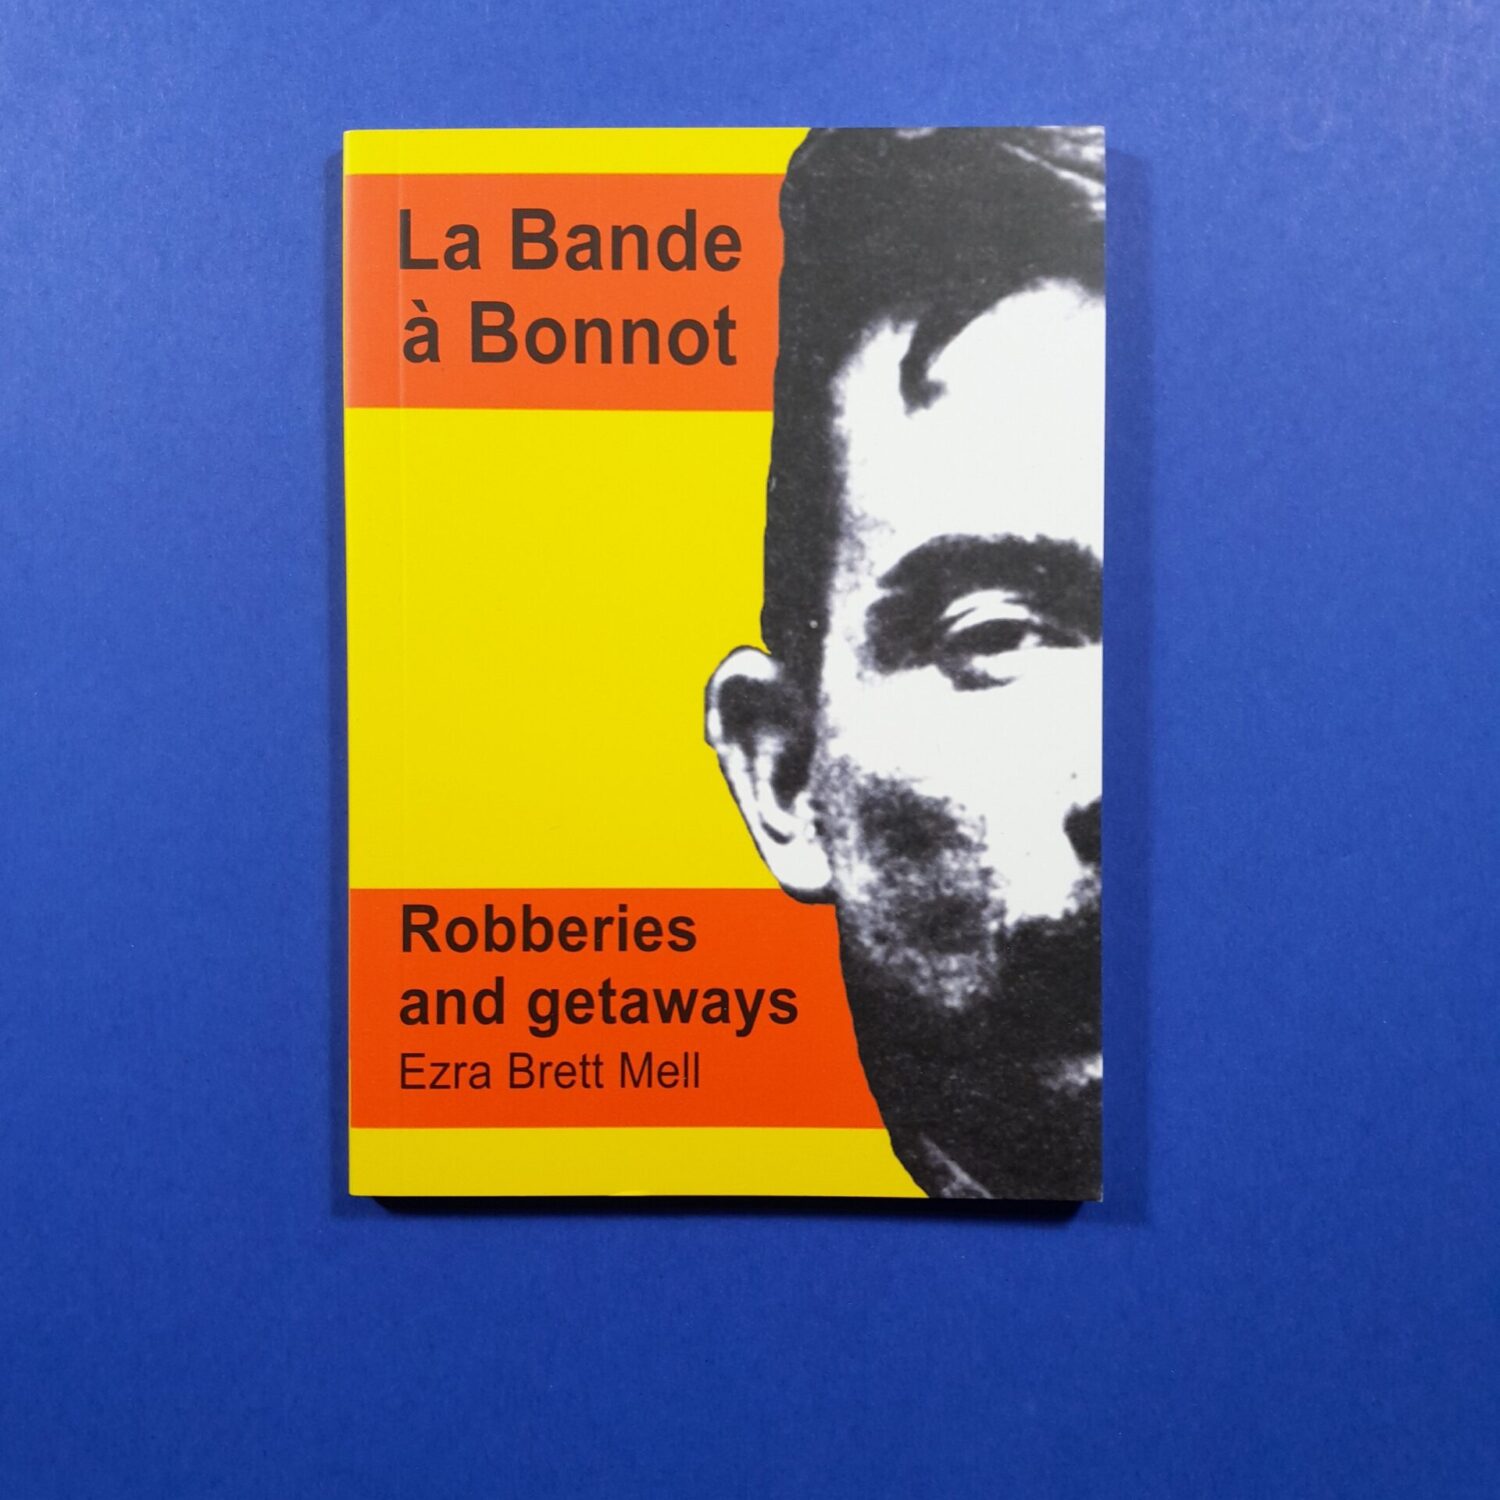 La Bande
à Bonnot
Robberies
and getaways
Ezra Brett Mell